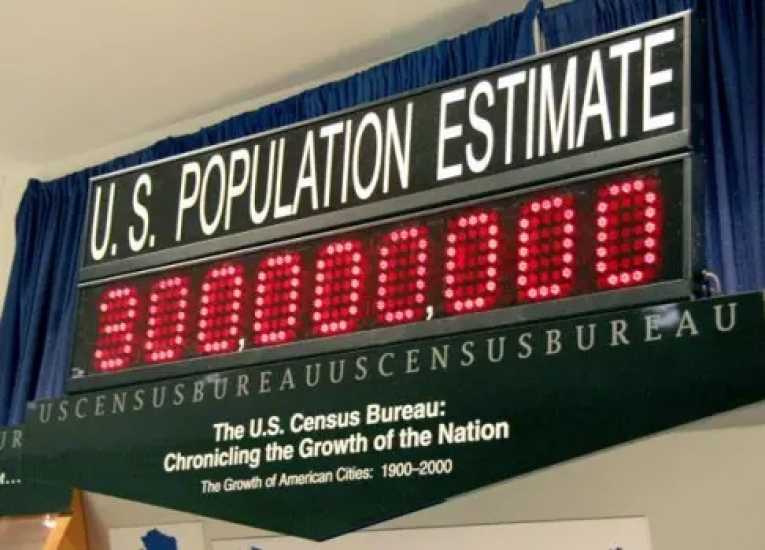 U. S. POPULATION ESTIMATE
300,000,000
USCENSUSBUREAUUSCENSUSBUREAU
The U.S. Census Bureau:
Chronicling the Growth of the Nation
The Growth of American Cities: 1900–2000
UR